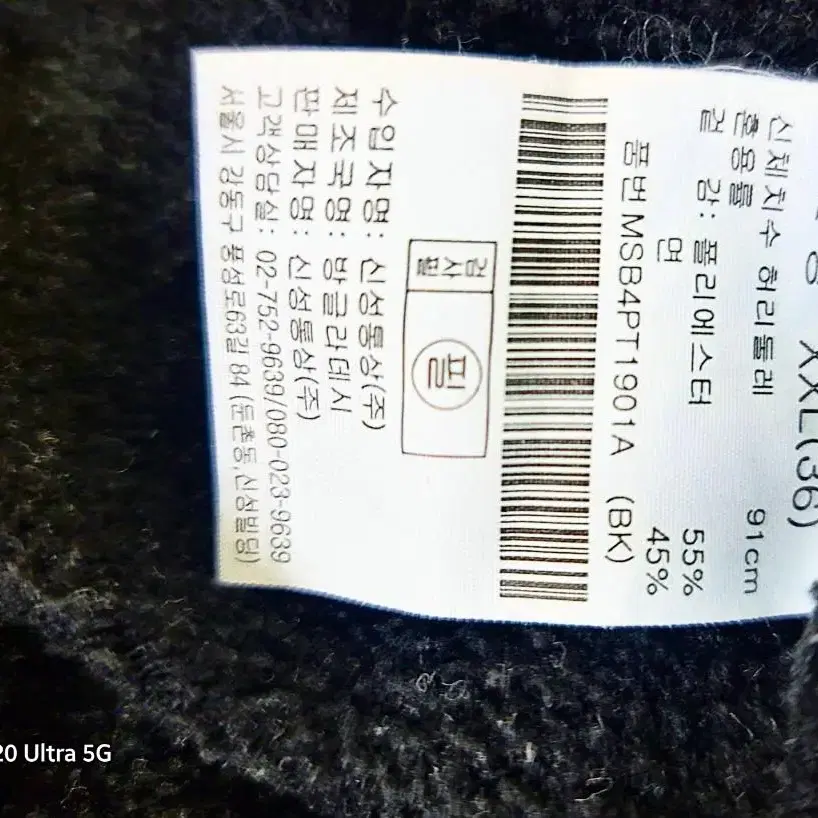 XXL(36)
신체치수 허리둘레 91cm
혼용률
겉 감: 폴리에스터 55%
면 45%
품번 MSB4PT1901A (BK)
검사필
필
수입자명: 신성통상(주)
제조국명: 방글라데시
판매자명: 신성통상(주)
고객상담실: 02-752-9639/080-023-9639
서울시 강동구 풍성로63길 84 (둔촌동,신성빌딩)
20 Ultra 5G